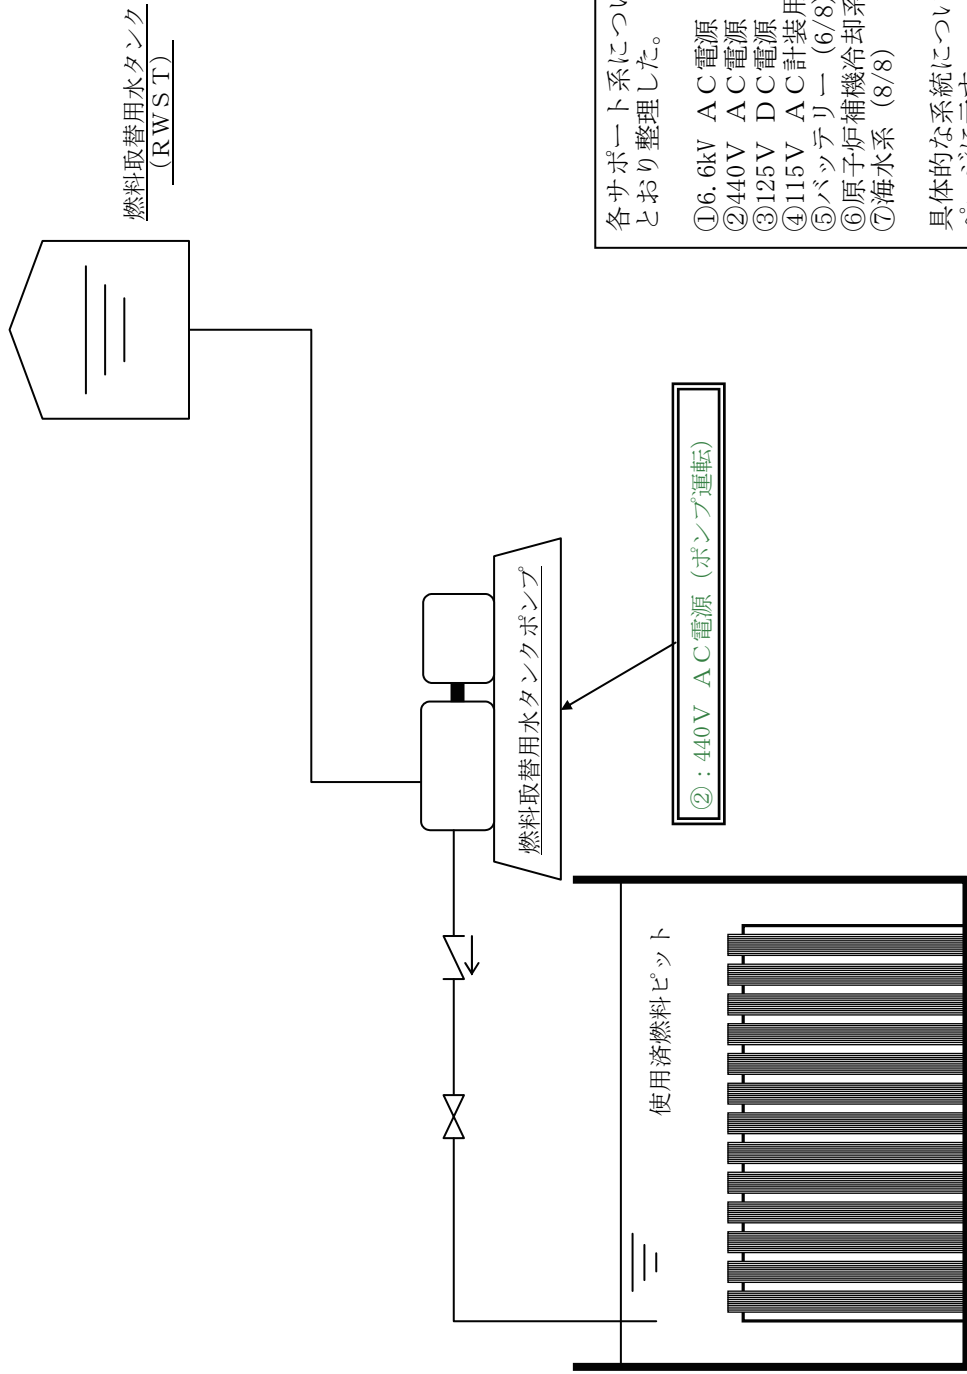 燃料取替用水タンク
(RWST)
燃料取替用水タンクポンプ
②：440V AC電源（ポンプ運転）
使用済燃料ピット
各サポート系につい
とおり整理した。
①6.6kV AC電源
②440V AC電源
③125V DC電源
④115V AC計装用
⑤バッテリー（6/8）
⑥原子炉補機冷却系
⑦海水系（8/8）
具体的な系統につい